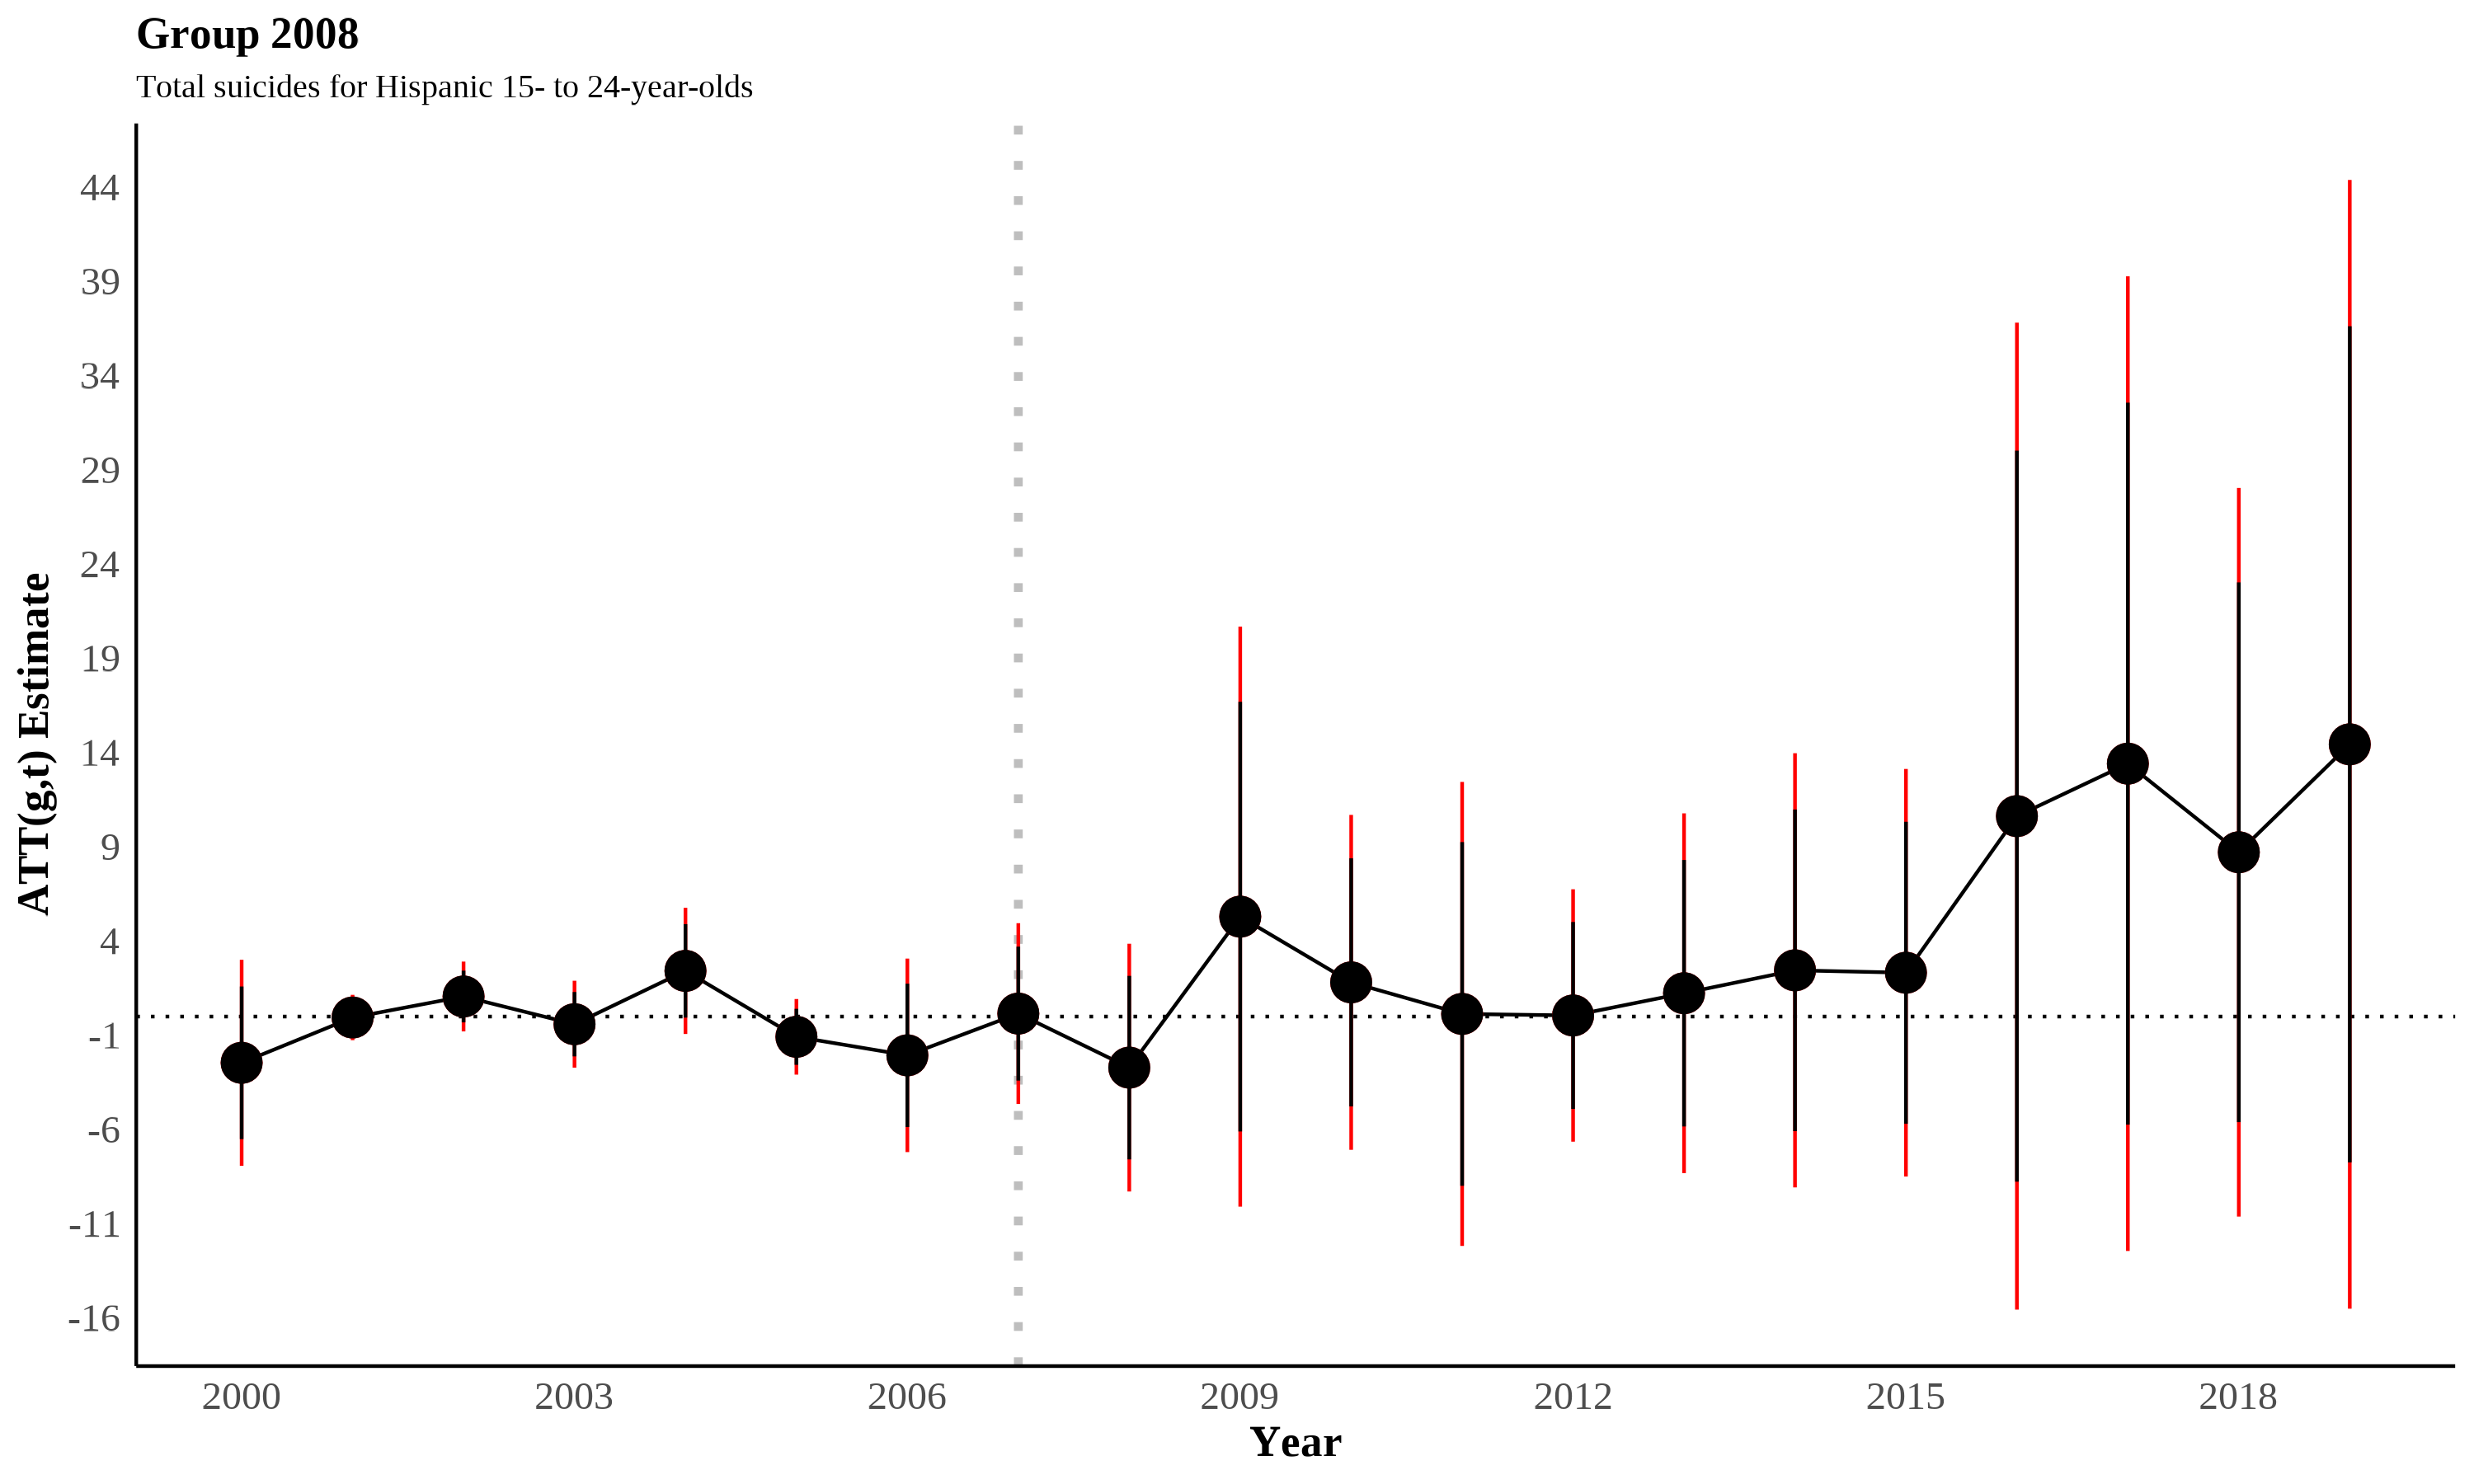 Group 2008
Total suicides for Hispanic 15- to 24-year-olds
ATT(g,t) Estimate
44
39
34
29
24
19
14
9
4
-1
-6
-11
-16
2000 2003 2006 2009 2012 2015 2018
Year